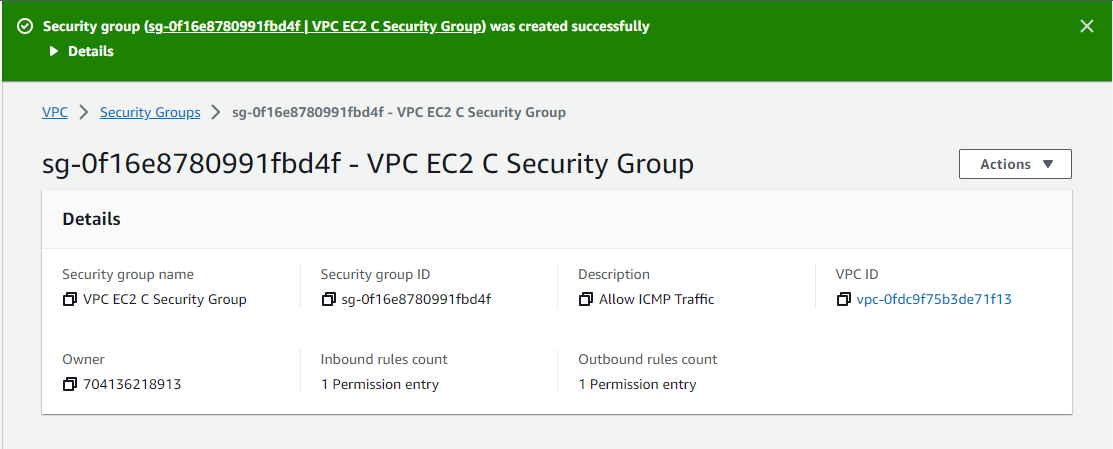 Security group (sg-0f16e8780991fbd4f | VPC EC2 C Security Group) was created successfully
Details
VPC > Security Groups > sg-0f16e8780991fbd4f - VPC EC2 C Security Group
sg-0f16e8780991fbd4f - VPC EC2 C Security Group
Actions
Details
Security group name
VPC EC2 C Security Group
Security group ID
sg-0f16e8780991fbd4f
Description
Allow ICMP Traffic
VPC ID
vpc-0fdc9f75b3de71f13
Owner
704136218913
Inbound rules count
1 Permission entry
Outbound rules count
1 Permission entry